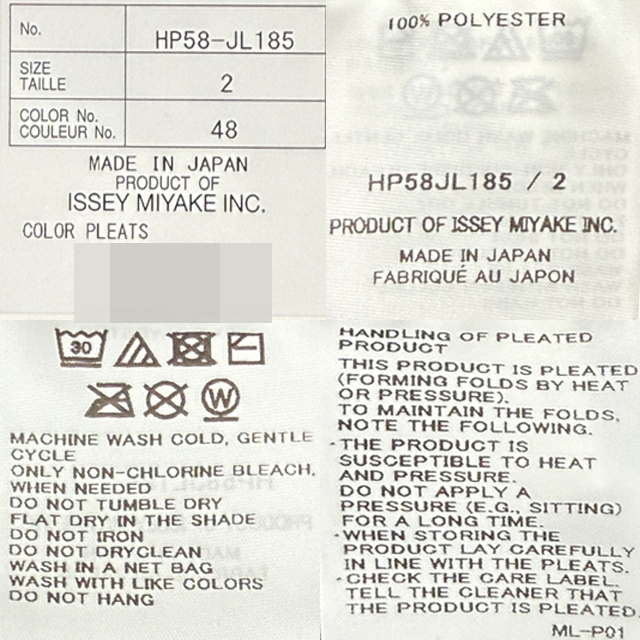 No. HP58-JL185
SIZE
TAILLE 2
COLOR No.
COULEUR No. 48
MADE IN JAPAN
PRODUCT OF
ISSEY MIYAKE INC.
COLOR PLEATS
100% POLYESTER
HP58JL185 / 2
PRODUCT OF ISSEY MIYAKE INC.
MADE IN JAPAN
FABRIQUÉ AU JAPON
30
W
MACHINE WASH COLD, GENTLE
CYCLE
ONLY NON-CHLORINE BLEACH,
WHEN NEEDED
DO NOT TUMBLE DRY
FLAT DRY IN THE SHADE
DO NOT IRON
DO NOT DRYCLEAN
WASH IN A NET BAG
WASH WITH LIKE COLORS
DO NOT HANG
HANDLING OF PLEATED
PRODUCT
THIS PRODUCT IS PLEATED
(FORMING FOLDS BY HEAT
OR PRESSURE).
TO MAINTAIN THE FOLDS,
NOTE THE FOLLOWING.
·THE PRODUCT IS
SUSCEPTIBLE TO HEAT
AND PRESSURE.
DO NOT APPLY A
PRESSURE (E.G., SITTING)
FOR A LONG TIME.
·WHEN STORING THE
PRODUCT LAY CAREFULLY
IN LINE WITH THE PLEATS.
·CHECK THE CARE LABEL.
TELL THE CLEANER THAT
THE PRODUCT IS PLEATED.
ML-P01